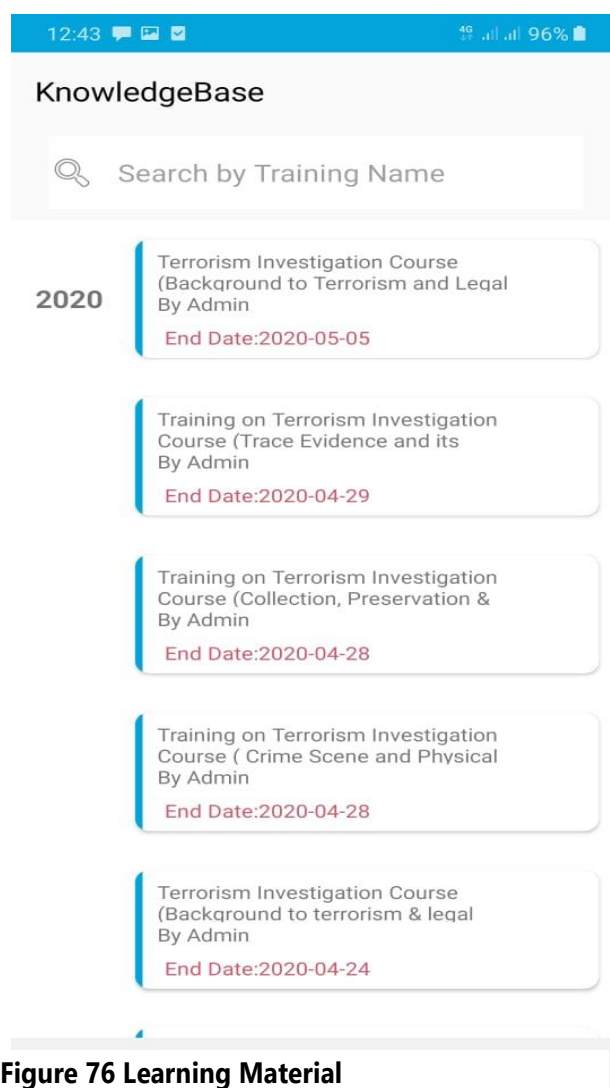 12:43 4G 96%
KnowledgeBase
Search by Training Name
2020
Terrorism Investigation Course
(Background to Terrorism and Legal
By Admin
End Date:2020-05-05
Training on Terrorism Investigation
Course (Trace Evidence and its
By Admin
End Date:2020-04-29
Training on Terrorism Investigation
Course (Collection, Preservation &
By Admin
End Date:2020-04-28
Training on Terrorism Investigation
Course ( Crime Scene and Physical
By Admin
End Date:2020-04-28
Terrorism Investigation Course
(Background to terrorism & legal
By Admin
End Date:2020-04-24
Figure 76 Learning Material